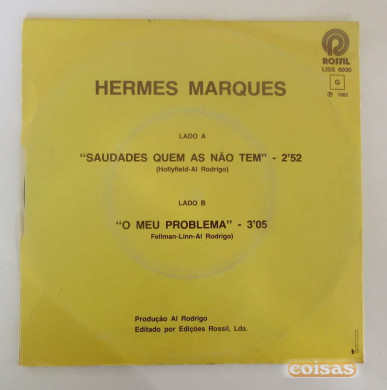 ROSSIL
LISS 6030
G
℗ 1982
HERMES MARQUES
LADO A
"SAUDADES QUEM AS NÃO TEM" - 2'52
(Hollyfield-Al Rodrigo)
LADO B
"O MEU PROBLEMA" - 3'05
Fellman-Linn-Al Rodrigo)
Produção Al Rodrigo
Editado por Edições Rossil, Lda.
coisas